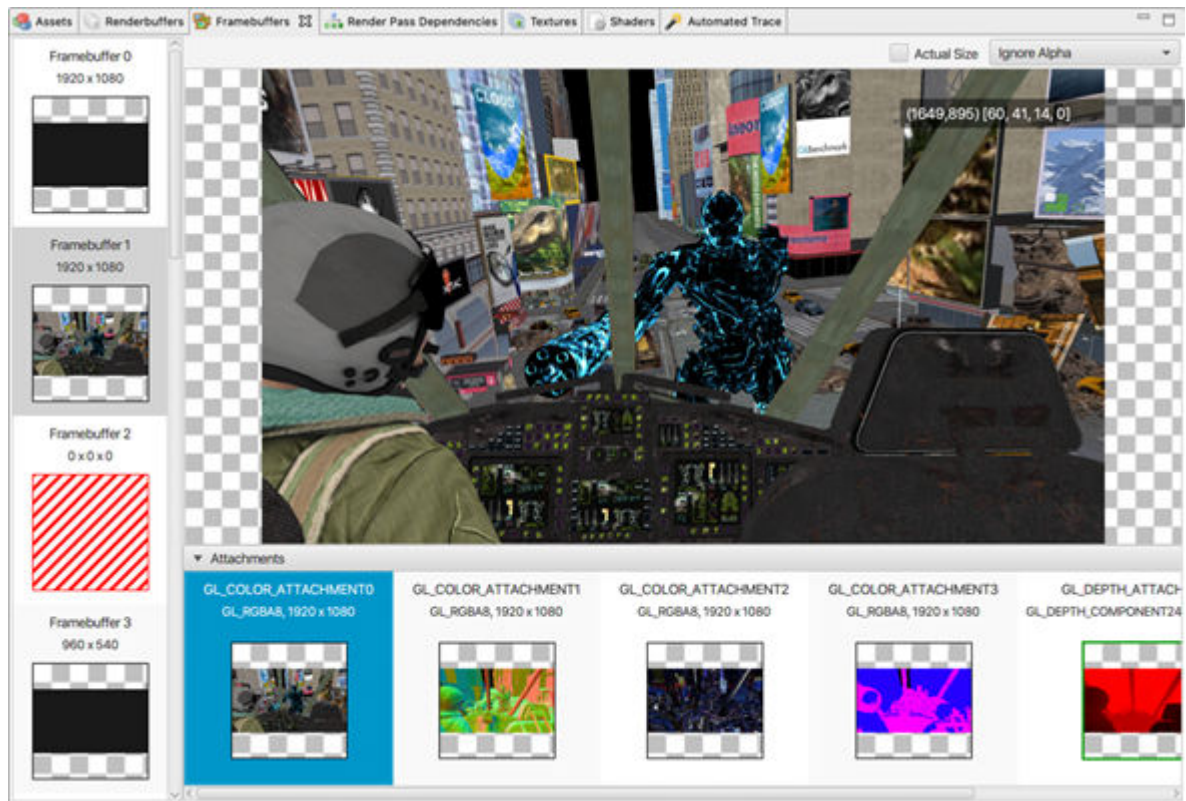 Assets Renderbuffers Framebuffers Render Pass Dependencies Textures Shaders Automated Trace
Actual Size Ignore Alpha
Framebuffer 0
1920 x 1080
Framebuffer 1
1920 x 1080
Framebuffer 2
0 x 0 x 0
Framebuffer 3
960 x 540
(1649,895) [60, 41, 14, 0]
CLOUD
Attachments
GL_COLOR_ATTACHMENT0
GL_RGBA8, 1920 x 1080
GL_COLOR_ATTACHMENT1
GL_RGBA8, 1920 x 1080
GL_COLOR_ATTACHMENT2
GL_RGBA8, 1920 x 1080
GL_COLOR_ATTACHMENT3
GL_RGBA8, 1920 x 1080
GL_DEPTH_ATTACH
GL_DEPTH_COMPONENT24